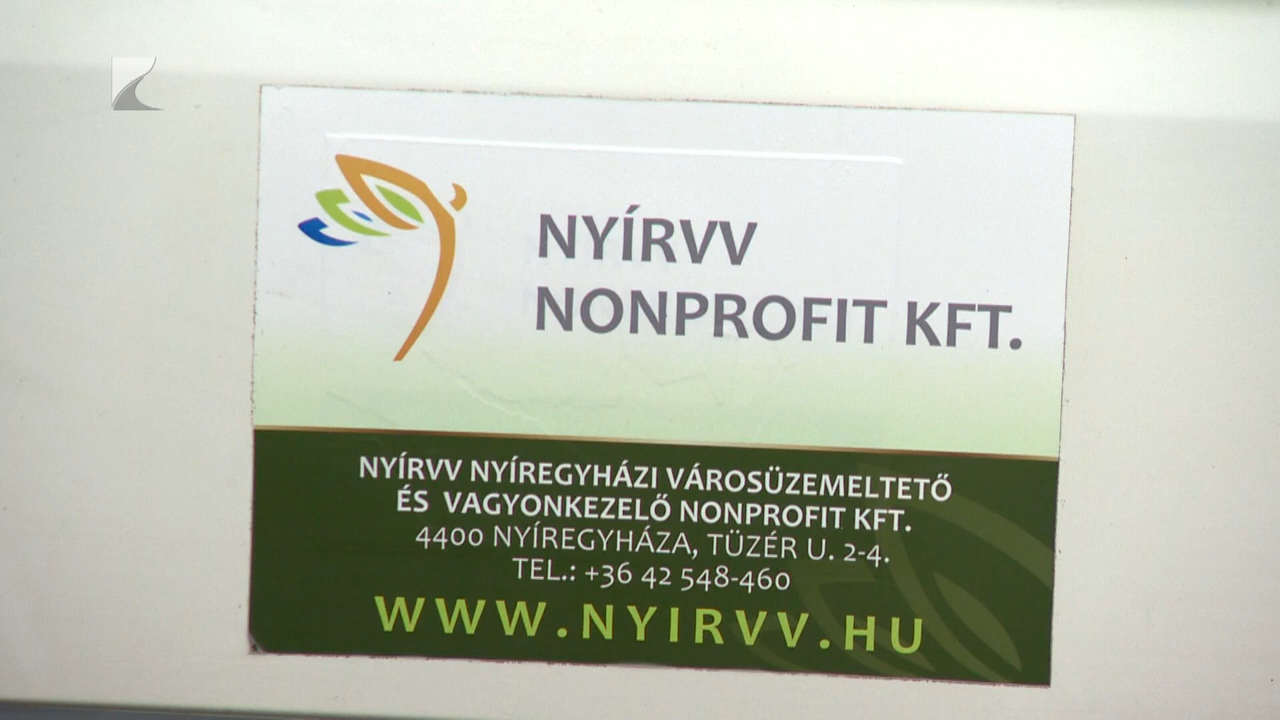 NYÍRVV
NONPROFIT KFT.
NYÍRVV NYÍREGYHÁZI VÁROSÜZEMELTETŐ
ÉS VAGYONKEZELŐ NONPROFIT KFT.
4400 NYÍREGYHÁZA, TÜZÉR U. 2-4.
TEL.: +36 42 548-460
WWW.NYIRVV.HU